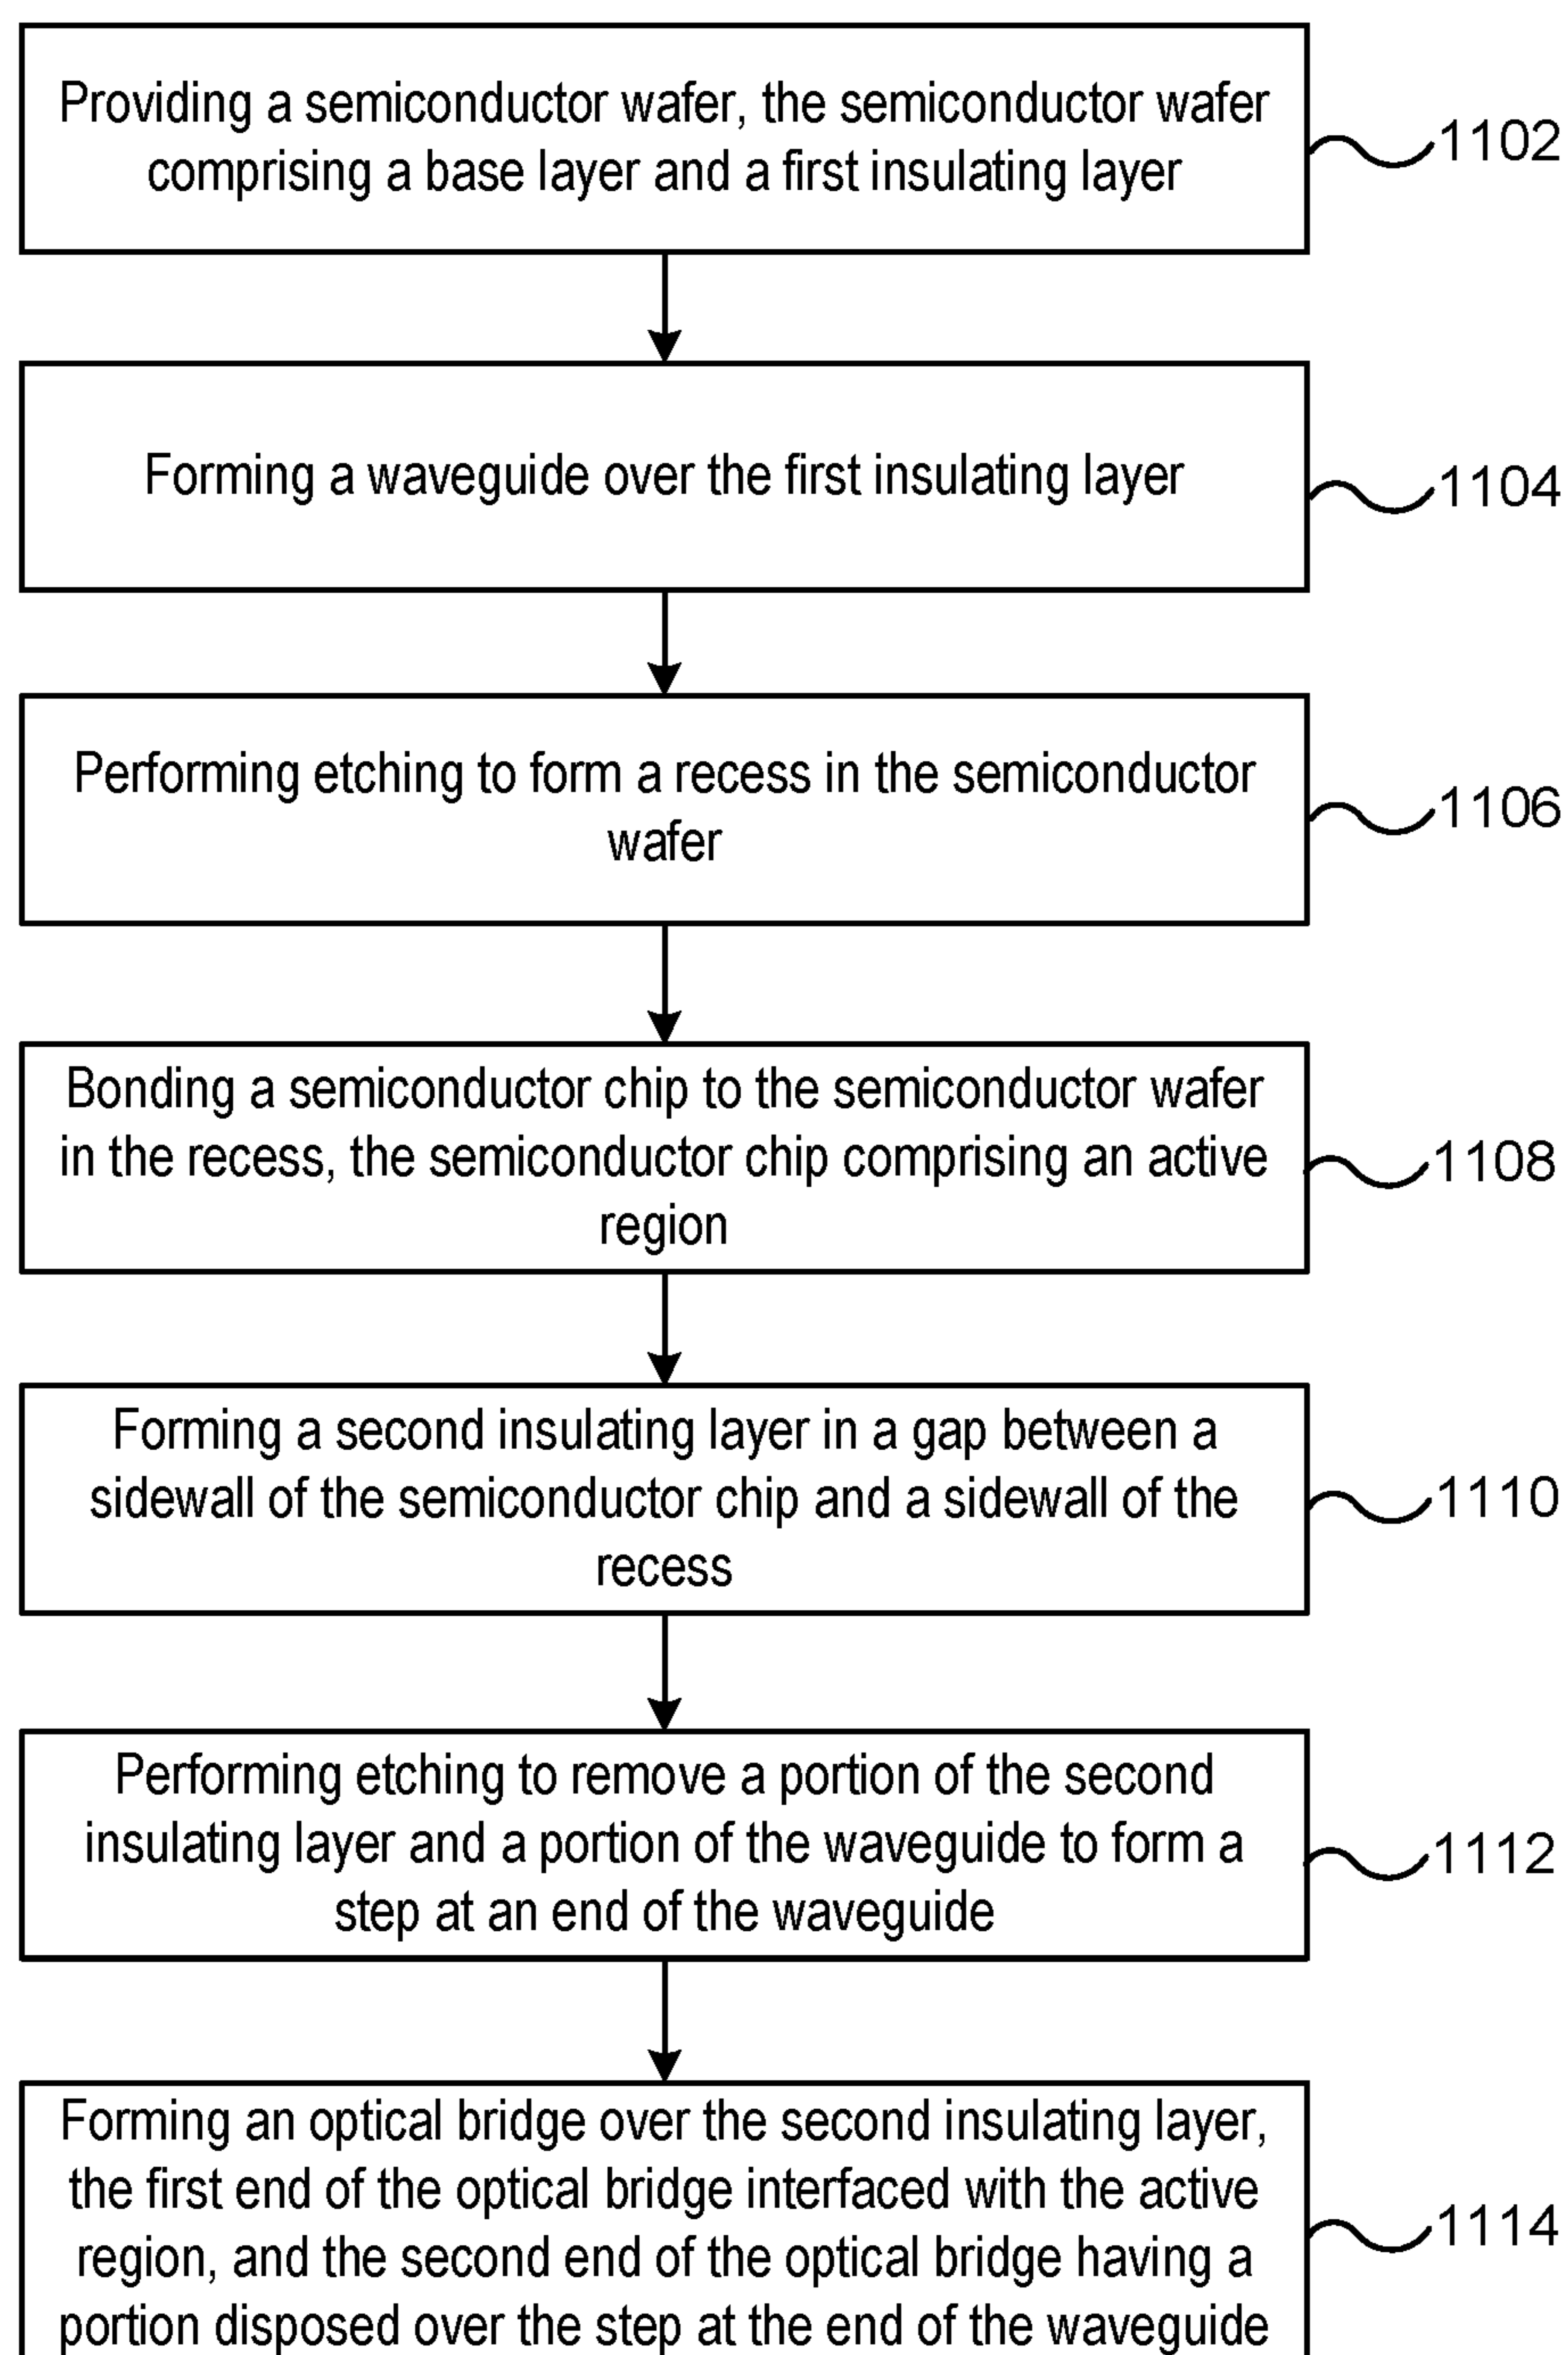 Providing a semiconductor wafer, the semiconductor wafer
comprising a base layer and a first insulating layer
1102
Forming a waveguide over the first insulating layer
1104
Performing etching to form a recess in the semiconductor
wafer
1106
Bonding a semiconductor chip to the semiconductor wafer
in the recess, the semiconductor chip comprising an active
region
1108
Forming a second insulating layer in a gap between a
sidewall of the semiconductor chip and a sidewall of the
recess
1110
Performing etching to remove a portion of the second
insulating layer and a portion of the waveguide to form a
step at an end of the waveguide
1112
Forming an optical bridge over the second insulating layer,
the first end of the optical bridge interfaced with the active
region, and the second end of the optical bridge having a
portion disposed over the step at the end of the waveguide
1114